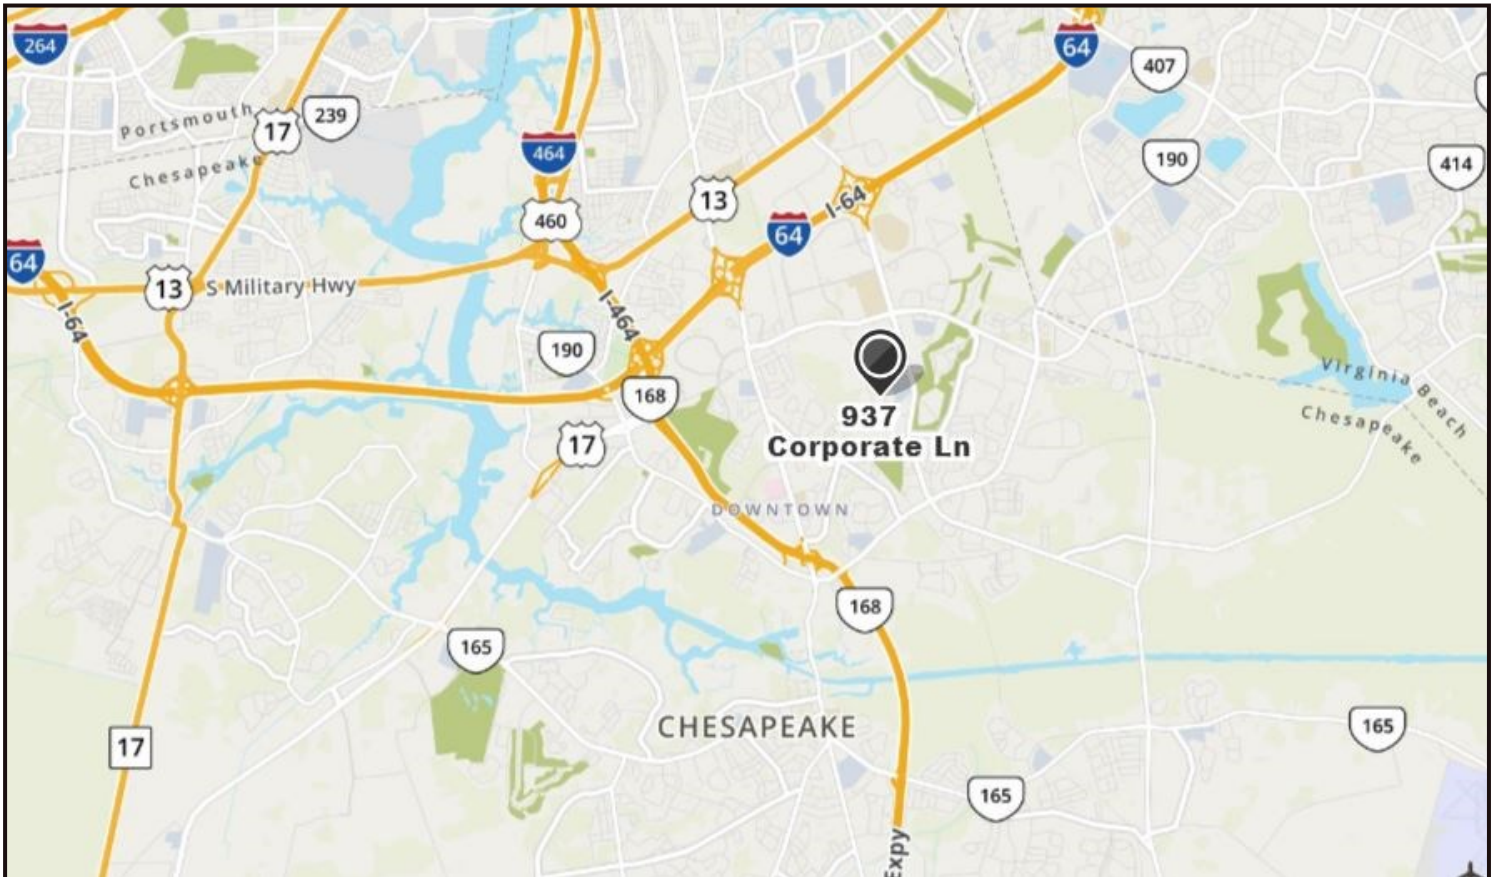 264
64
407
Portsmouth
17
239
Chesapeake
464
190
414
13
460
I-64
64
64
13
S Military Hwy
I-64
I-464
190
168
937
Corporate Ln
Virginia Beach
Chesapeake
17
DOWNTOWN
168
165
CHESAPEAKE
17
165
165
Expy